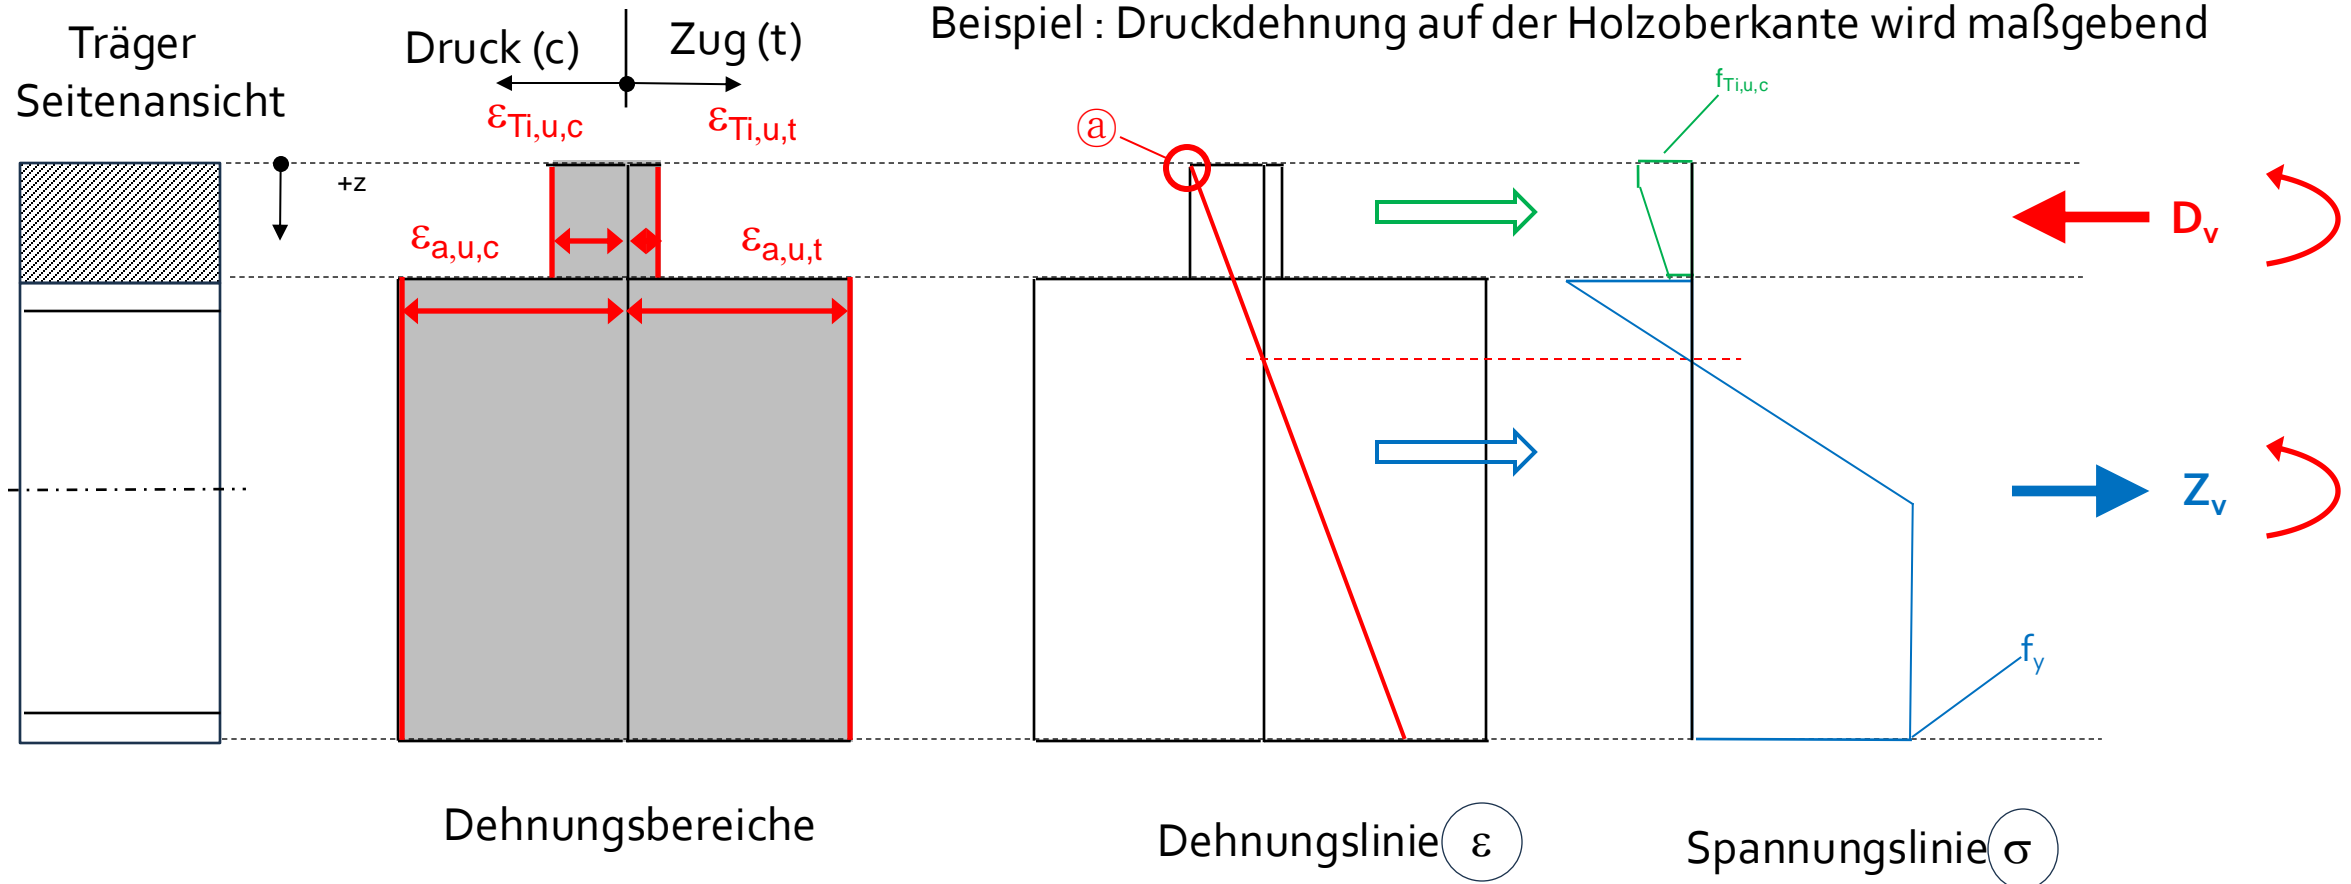 Beispiel : Druckdehnung auf der Holzoberkante wird maßgebend
Träger
Seitenansicht
Druck (c)
Zug (t)
εTi,u,c
εTi,u,t
+z
εa,u,c
εa,u,t
ⓐ
fTi,u,c
Dv
Zv
fy
Dehnungsbereiche
Dehnungslinie ε
Spannungslinie σ